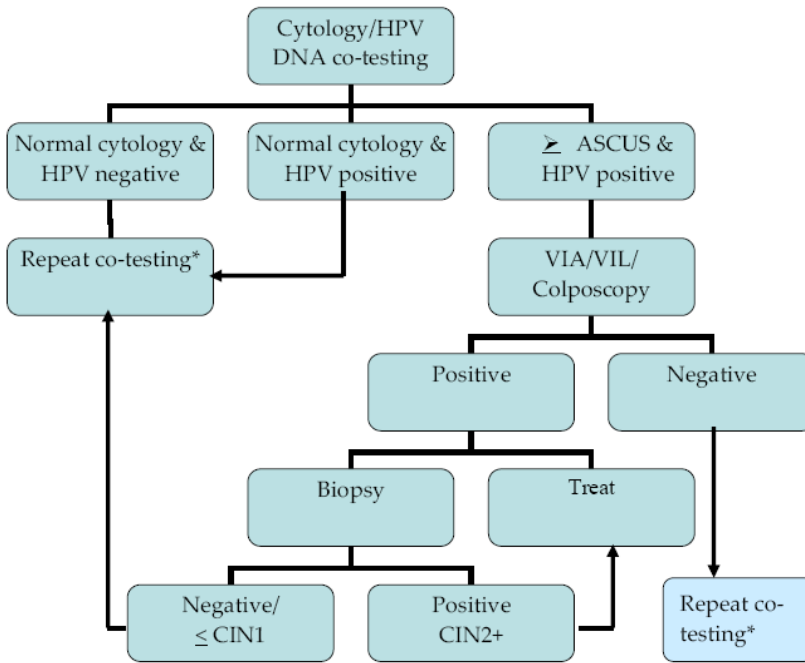 Cytology/HPV
DNA co-testing
Normal cytology &
HPV negative
Normal cytology &
HPV positive
≥ ASCUS &
HPV positive
Repeat co-testing*
VIA/VIL/
Colposcopy
Positive
Negative
Biopsy
Treat
Negative/
≤ CIN1
Positive
CIN2+
Repeat co-
testing*